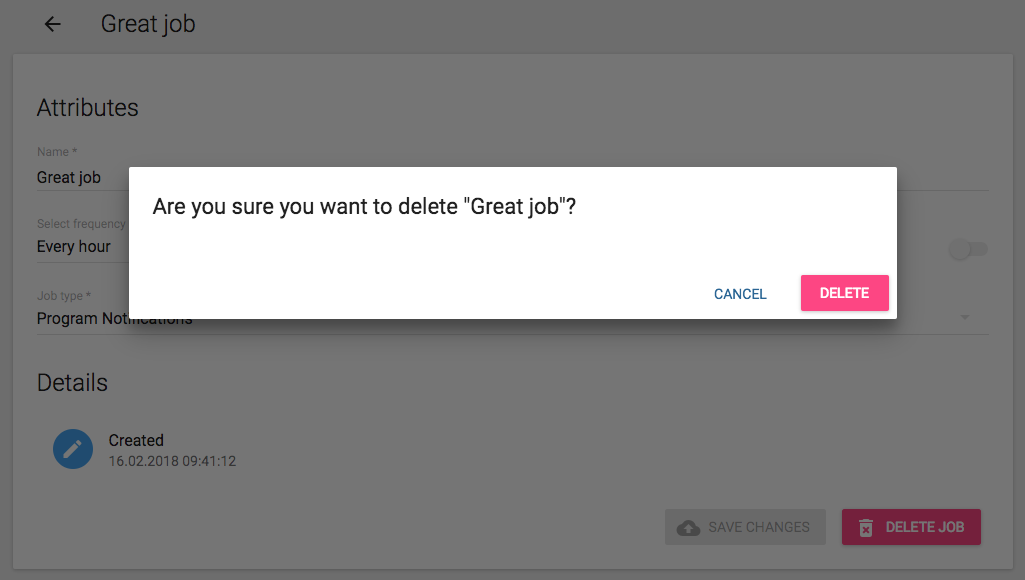 Great job
Attributes
Name *
Great job
Are you sure you want to delete "Great job"?
Select frequency
Every hour
CANCEL
DELETE
Job type *
Program Notifications
Details
Created
16.02.2018 09:41:12
SAVE CHANGES
DELETE JOB